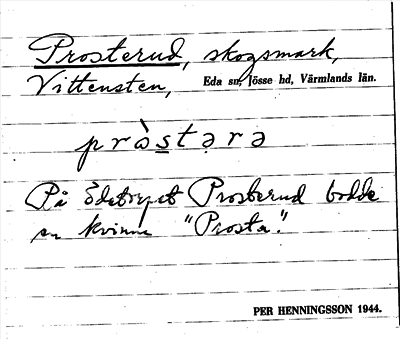 Prosterud, skogsmark,
Vittensten, Eda sn, Jösse hd, Värmlands län.
pròstərə
På Ödetorpet Prosterud bodde
en kvinna "Prosta."
PER HENNINGSSON 1944.